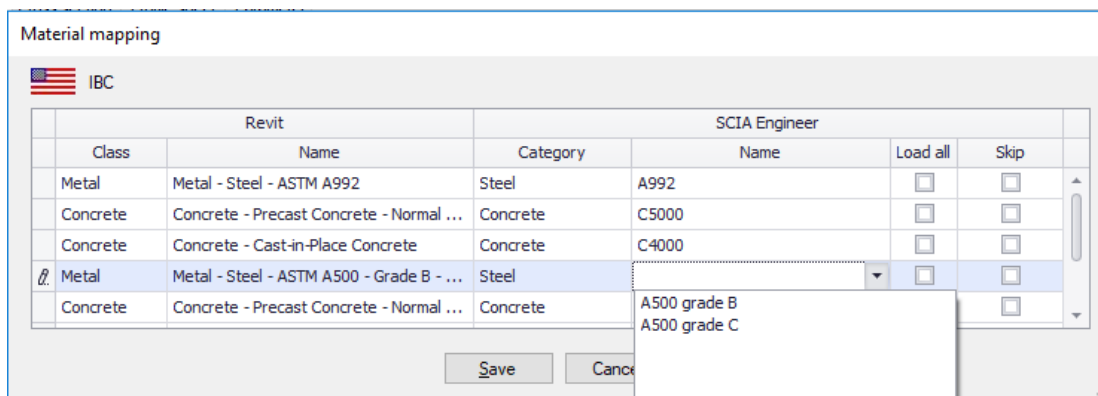 Material mapping
IBC
Revit SCIA Engineer
Class Name Category Name Load all Skip
Metal Metal - Steel - ASTM A992 Steel A992
Concrete Concrete - Precast Concrete - Normal ... Concrete C5000
Concrete Concrete - Cast-in-Place Concrete Concrete C4000
Metal Metal - Steel - ASTM A500 - Grade B - ... Steel
Concrete Concrete - Precast Concrete - Normal ... Concrete
A500 grade B
A500 grade C
Save Cance